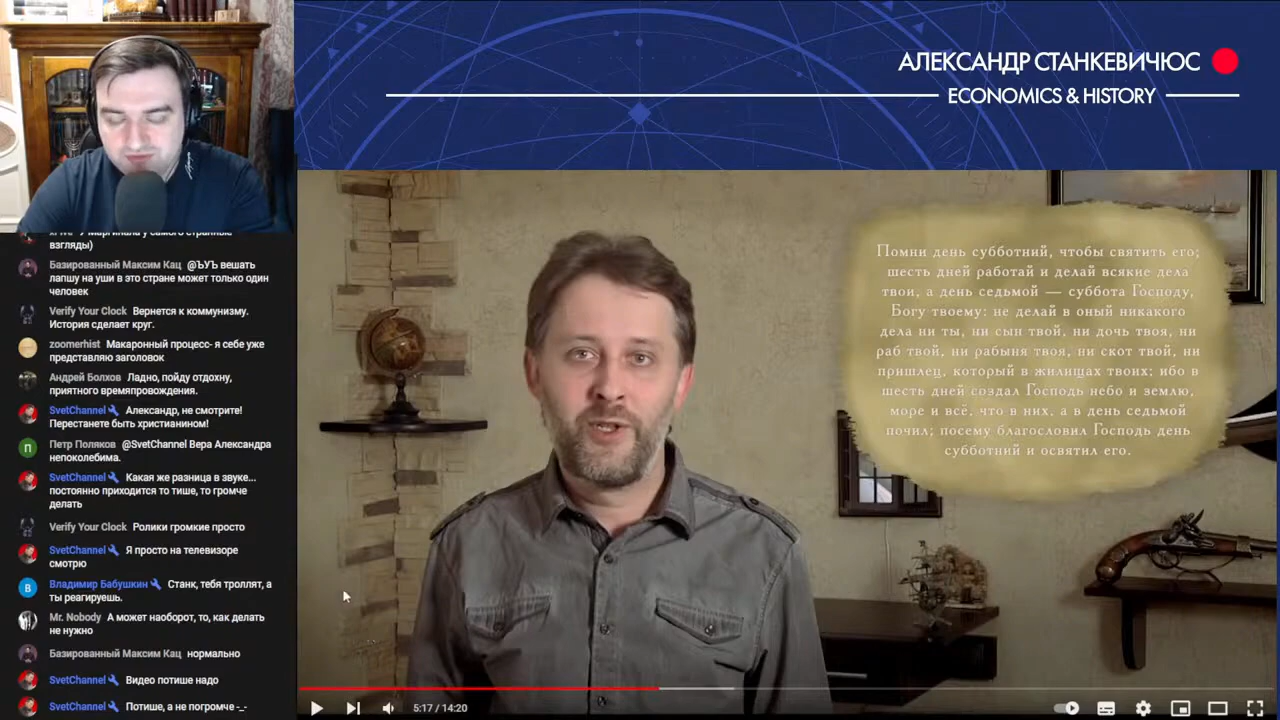 АЛЕКСАНДР СТАНКЕВИЧЮС
ECONOMICS & HISTORY
взгляды)
Базированный Максим Кац @ЪУЪ вешать
лапшу на уши в это стране может только один
человек
Verify Your Clock Вернется к коммунизму.
История сделает круг.
zoomerhist Макаронный процесс- я себе уже
представляю заголовок
Андрей Болхов Ладно, пойду отдохну,
приятного времяпровождения.
SvetChannel Александр, не смотрите!
Перестанете быть христианином!
П
Петр Поляков @SvetChannel Вера Александра
непоколебима.
SvetChannel Какая же разница в звуке...
постоянно приходится то тише, то громче
делать
Verify Your Clock Ролики громкие просто
SvetChannel Я просто на телевизоре
смотрю
В
Владимир Бабушкин Станк, тебя троллят, а
ты реагируешь.
Mr. Nobody А может наоборот, то, как делать
не нужно
Базированный Максим Кац нормально
SvetChannel Видео потише надо
SvetChannel Потише, а не погромче -_-
Помни день субботний, чтобы святить его;
шесть дней работай и делай всякие дела
твои, а день седьмой — суббота Господу,
Богу твоему: не делай в оный никакого
дела ни ты, ни сын твой, ни дочь твоя, ни
раб твой, ни рабыня твоя, ни скот твой, ни
пришлец, который в жилищах твоих; ибо в
шесть дней создал Господь небо и землю,
море и всё, что в них, а в день седьмой
почил; посему благословил Господь день
субботний и освятил его.
5:17 / 14:20